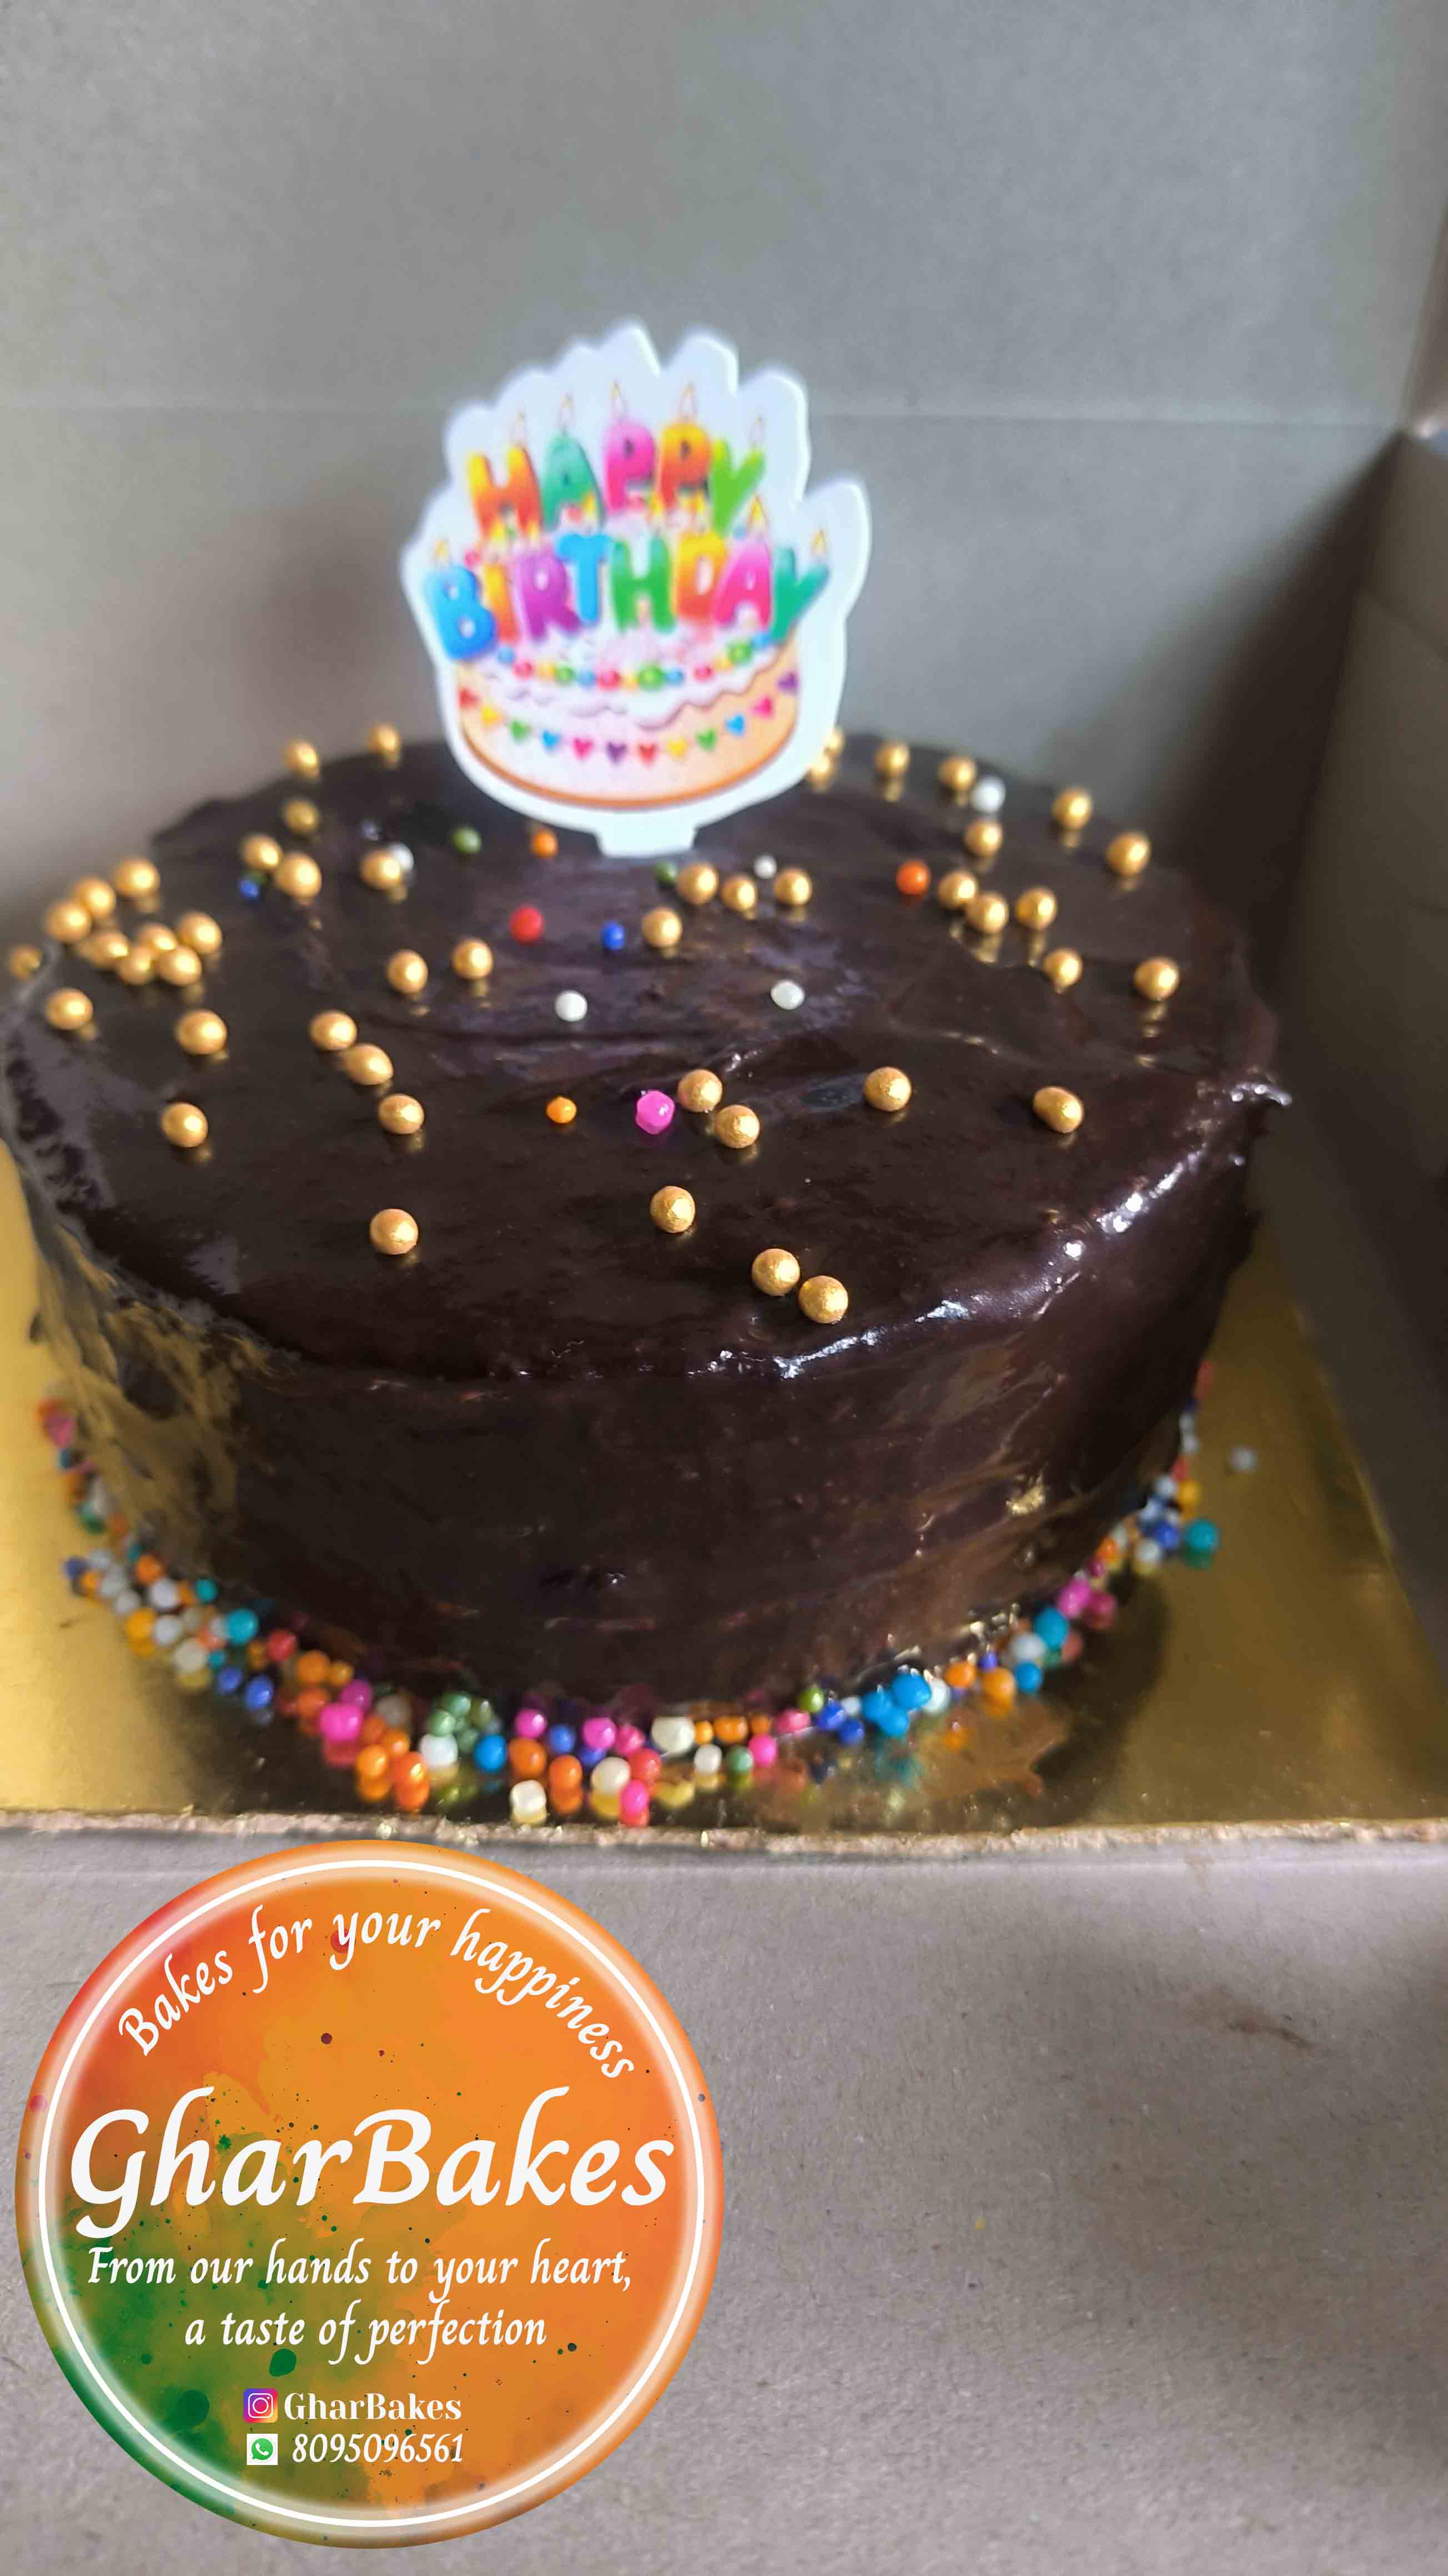 HAPPY
BIRTHDAY
Bakes for your happiness
GharBakes
From our hands to your heart,
a taste of perfection
GharBakes
8095096561